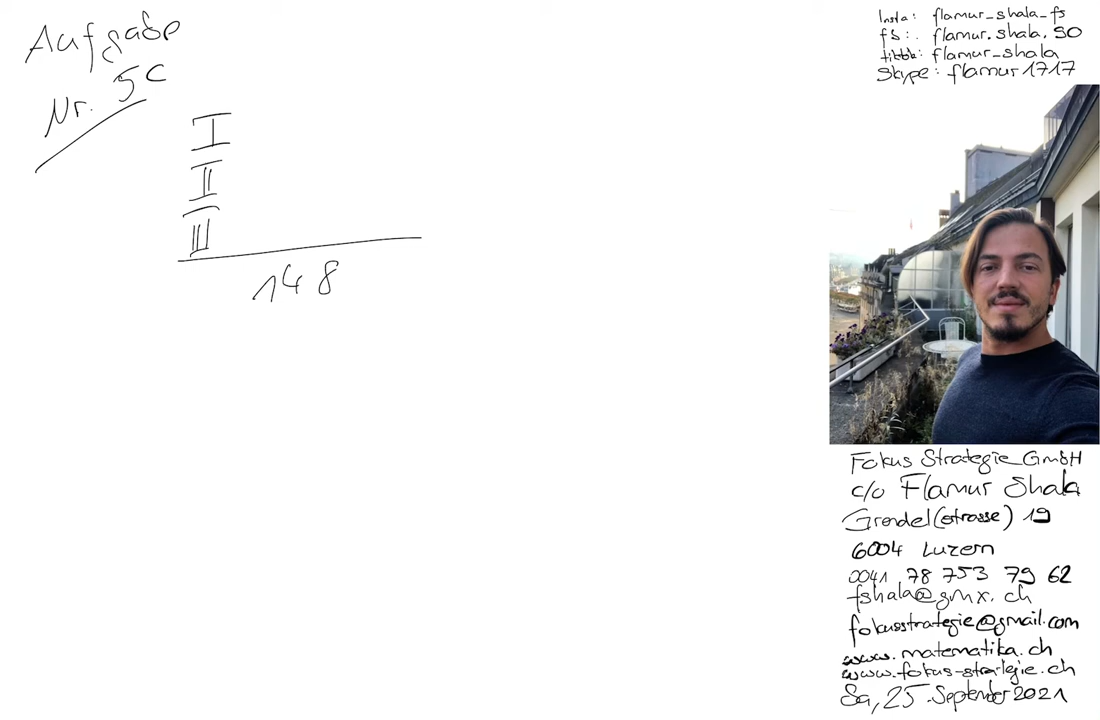 Aufgabe
Nr. 5c
I
II
III
148
Insta: flamur_shala_fs
fb: flamur.shala.50
tiktok: flamur_shala
Skype: flamur1717
Fokus Strategie GmbH
c/o Flamur Shala
Grendel(strasse) 19
6004 Luzern
0041 78 753 79 62
fshala@gmx.ch
fokusstrategie@gmail.com
www.matematika.ch
www.fokus-strategie.ch
Sa, 25. September 2021